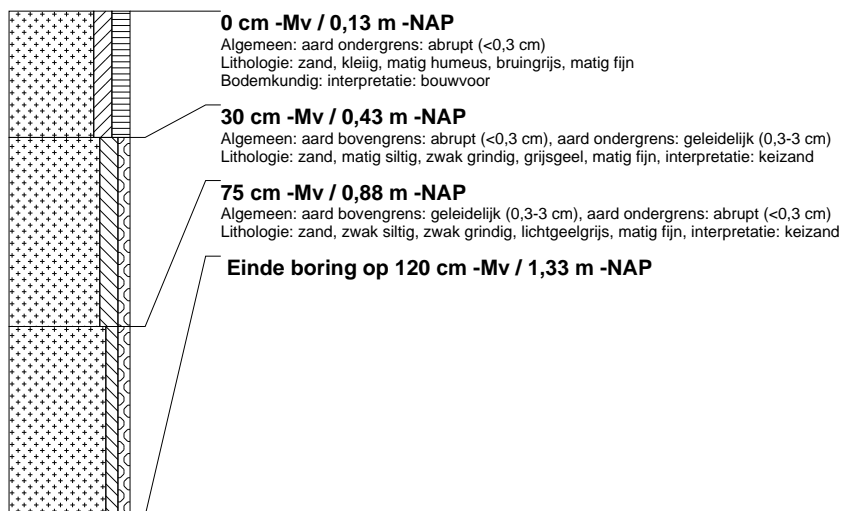 0 cm -Mv / 0,13 m -NAP
Algemeen: aard ondergrens: abrupt (<0,3 cm)
Lithologie: zand, kleiig, matig humeus, bruingrijs, matig fijn
Bodemkundig: interpretatie: bouwvoor
30 cm -Mv / 0,43 m -NAP
Algemeen: aard bovengrens: abrupt (<0,3 cm), aard ondergrens: geleidelijk (0,3-3 cm)
Lithologie: zand, matig siltig, zwak grindig, grijsgeel, matig fijn, interpretatie: keizand
75 cm -Mv / 0,88 m -NAP
Algemeen: aard bovengrens: geleidelijk (0,3-3 cm), aard ondergrens: abrupt (<0,3 cm)
Lithologie: zand, zwak siltig, zwak grindig, lichtgeelgrijs, matig fijn, interpretatie: keizand
Einde boring op 120 cm -Mv / 1,33 m -NAP